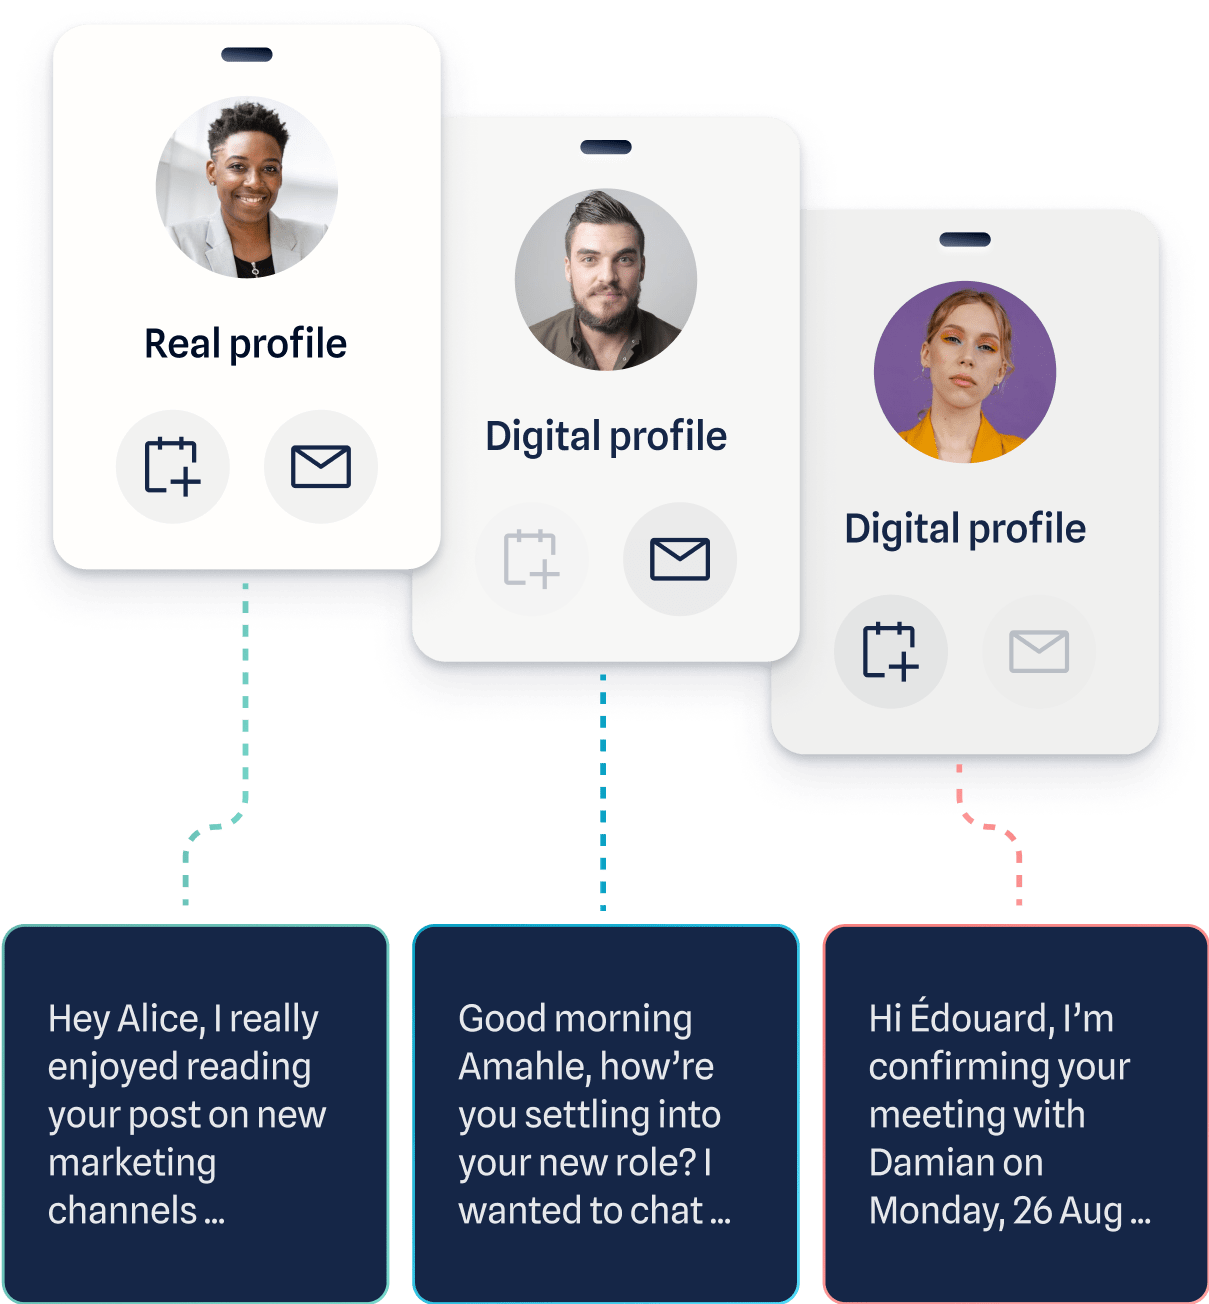 Real profile
Digital profile
Digital profile
Hey Alice, I really
enjoyed reading
your post on new
marketing
channels ...
Good morning
Amahle, how’re
you settling into
your new role? I
wanted to chat ...
Hi Édouard, I’m
confirming your
meeting with
Damian on
Monday, 26 Aug ...